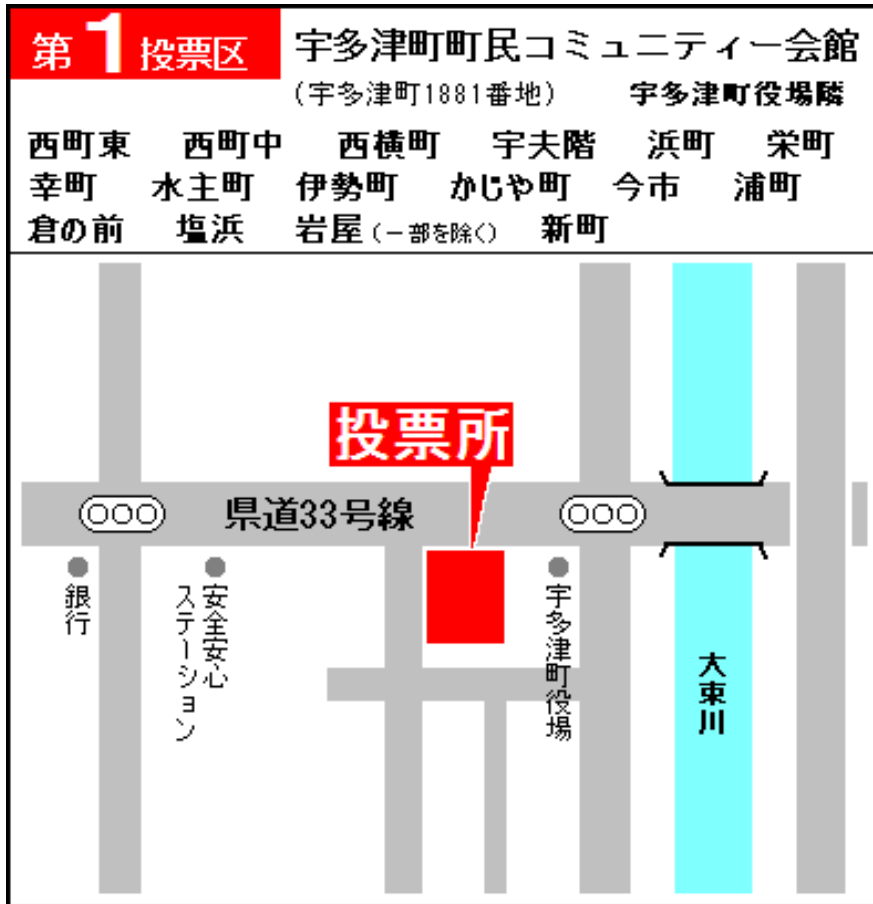 第1投票区
宇多津町町民コミュニティー会館
(宇多津町1881番地) 宇多津町役場隣
西町東 西町中 西横町 宇夫階 浜町 栄町
幸町 水主町 伊勢町 かじや町 今市 浦町
倉の前 塩浜 岩屋(一部を除く) 新町
投票所
県道33号線
銀行
安全安心
ステーション
宇多津町役場
大東川